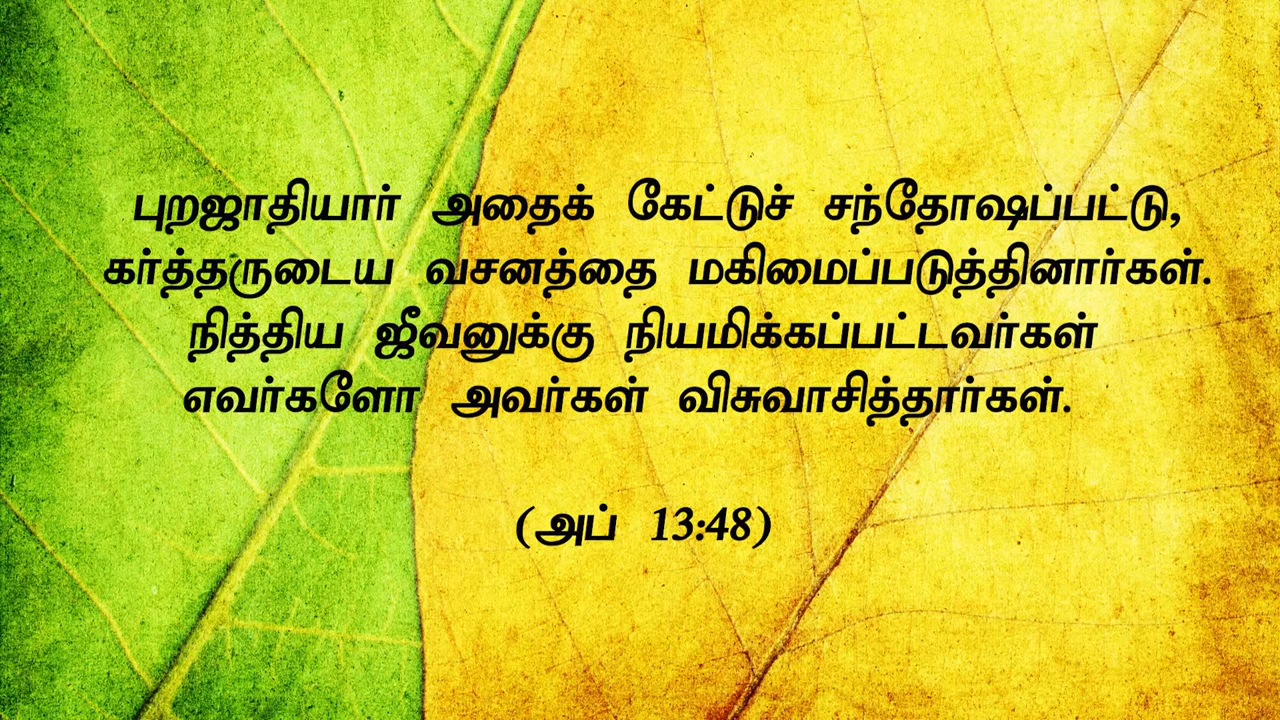 புறஜாதியார் அதைக் கேட்டுச் சந்தோஷப்பட்டு,
கர்த்தருடைய வசனத்தை மகிமைப்படுத்தினார்கள்.
நித்திய ஜீவனுக்கு நியமிக்கப்பட்டவர்கள்
எவர்களோ அவர்கள் விசுவாசித்தார்கள்.
(அப் 13:48)